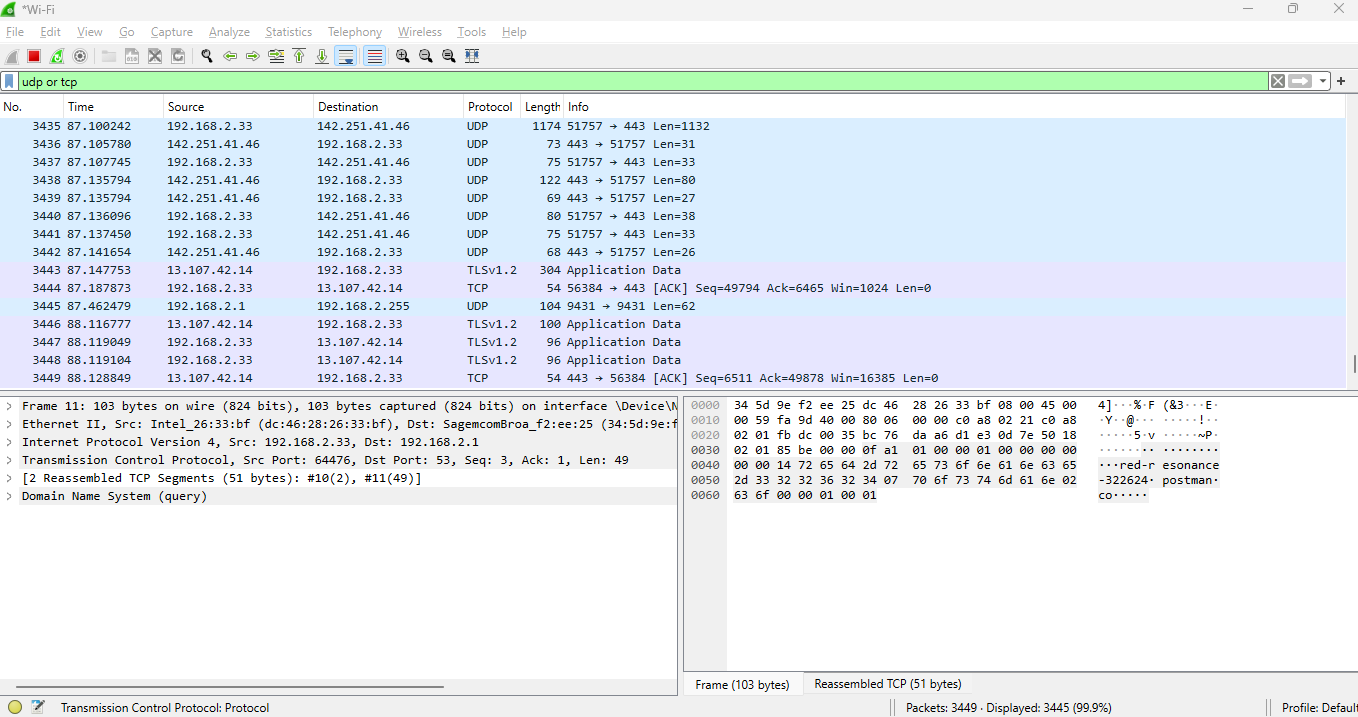 *Wi-Fi
File Edit View Go Capture Analyze Statistics Telephony Wireless Tools Help
udp or tcp
No. Time Source Destination Protocol Length Info
3435 87.100242 192.168.2.33 142.251.41.46 UDP 1174 51757 → 443 Len=1132
3436 87.105780 142.251.41.46 192.168.2.33 UDP 73 443 → 51757 Len=31
3437 87.107745 192.168.2.33 142.251.41.46 UDP 75 51757 → 443 Len=33
3438 87.135794 142.251.41.46 192.168.2.33 UDP 122 443 → 51757 Len=80
3439 87.135794 142.251.41.46 192.168.2.33 UDP 69 443 → 51757 Len=27
3440 87.136096 192.168.2.33 142.251.41.46 UDP 80 51757 → 443 Len=38
3441 87.137450 192.168.2.33 142.251.41.46 UDP 75 51757 → 443 Len=33
3442 87.141654 142.251.41.46 192.168.2.33 UDP 68 443 → 51757 Len=26
3443 87.147753 13.107.42.14 192.168.2.33 TLSv1.2 304 Application Data
3444 87.187873 192.168.2.33 13.107.42.14 TCP 54 56384 → 443 [ACK] Seq=49794 Ack=6465 Win=1024 Len=0
3445 87.462479 192.168.2.1 192.168.2.255 UDP 104 9431 → 9431 Len=62
3446 88.116777 13.107.42.14 192.168.2.33 TLSv1.2 100 Application Data
3447 88.119049 192.168.2.33 13.107.42.14 TLSv1.2 96 Application Data
3448 88.119104 192.168.2.33 13.107.42.14 TLSv1.2 96 Application Data
3449 88.128849 13.107.42.14 192.168.2.33 TCP 54 443 → 56384 [ACK] Seq=6511 Ack=49878 Win=16385 Len=0
Frame 11: 103 bytes on wire (824 bits), 103 bytes captured (824 bits) on interface \Device\N
Ethernet II, Src: Intel_26:33:bf (dc:46:28:26:33:bf), Dst: SagemcomBroa_f2:ee:25 (34:5d:9e:f
Internet Protocol Version 4, Src: 192.168.2.33, Dst: 192.168.2.1
Transmission Control Protocol, Src Port: 64476, Dst Port: 53, Seq: 3, Ack: 1, Len: 49
[2 Reassembled TCP Segments (51 bytes): #10(2), #11(49)]
Domain Name System (query)
0000 34 5d 9e f2 ee 25 dc 46 28 26 33 bf 08 00 45 00 4]···%·F (&3···E·
0010 00 59 fa 9d 40 00 80 06 00 00 c0 a8 02 21 c0 a8 ·Y··@··· ·····!··
0020 02 01 fb dc 00 35 bc 76 da a6 d1 e3 0d 7e 50 18 ·····5·v ·····~P·
0030 02 01 85 be 00 00 0f a1 01 00 00 01 00 00 00 00 ········ ········
0040 00 00 14 72 65 64 2d 72 65 73 6f 6e 61 6e 63 65 ···red-r esonance
0050 2d 33 32 32 36 32 34 07 70 6f 73 74 6d 61 6e 02 -322624· postman·
0060 63 6f 00 00 01 00 01 co·····
Frame (103 bytes) Reassembled TCP (51 bytes)
Transmission Control Protocol: Protocol Packets: 3449 · Displayed: 3445 (99.9%) Profile: Default